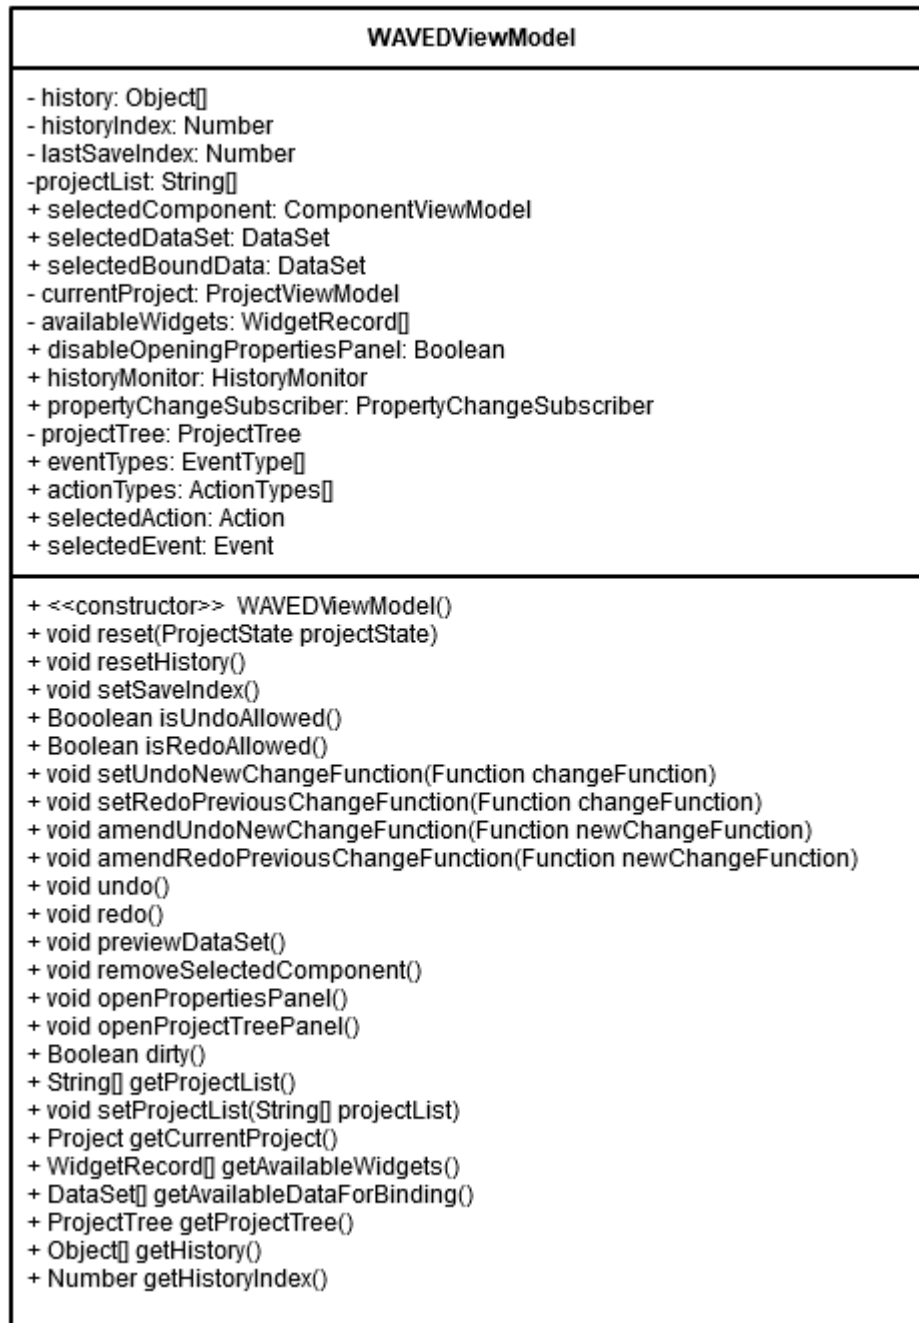 WAVEDViewModel
- history: Object[]
- historyIndex: Number
- lastSaveIndex: Number
-projectList: String[]
+ selectedComponent: ComponentViewModel
+ selectedDataSet: DataSet
+ selectedBoundData: DataSet
- currentProject: ProjectViewModel
- availableWidgets: WidgetRecord[]
+ disableOpeningPropertiesPanel: Boolean
+ historyMonitor: HistoryMonitor
+ propertyChangeSubscriber: PropertyChangeSubscriber
- projectTree: ProjectTree
+ eventTypes: EventType[]
+ actionTypes: ActionTypes[]
+ selectedAction: Action
+ selectedEvent: Event
+ <<constructor>> WAVEDViewModel()
+ void reset(ProjectState projectState)
+ void resetHistory()
+ void setSaveIndex()
+ Booolean isUndoAllowed()
+ Boolean isRedoAllowed()
+ void setUndoNewChangeFunction(Function changeFunction)
+ void setRedoPreviousChangeFunction(Function changeFunction)
+ void amendUndoNewChangeFunction(Function newChangeFunction)
+ void amendRedoPreviousChangeFunction(Function newChangeFunction)
+ void undo()
+ void redo()
+ void previewDataSet()
+ void removeSelectedComponent()
+ void openPropertiesPanel()
+ void openProjectTreePanel()
+ Boolean dirty()
+ String[] getProjectList()
+ void setProjectList(String[] projectList)
+ Project getCurrentProject()
+ WidgetRecord[] getAvailableWidgets()
+ DataSet[] getAvailableDataForBinding()
+ ProjectTree getProjectTree()
+ Object[] getHistory()
+ Number getHistoryIndex()